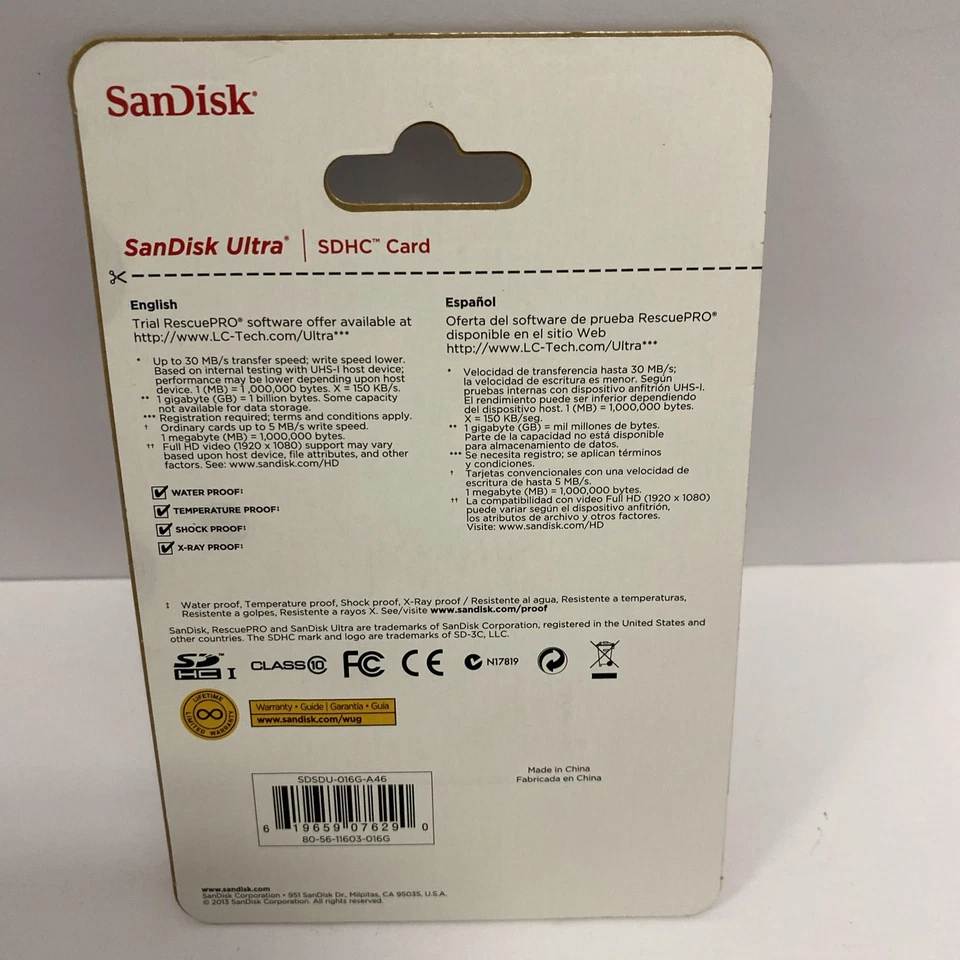 SanDisk®
SanDisk Ultra® | SDHC™ Card
English
Trial RescuePRO® software offer available at
http://www.LC-Tech.com/Ultra***
* Up to 30 MB/s transfer speed; write speed lower.
Based on internal testing with UHS-I host device;
performance may be lower depending upon host
device. 1 (MB) = 1,000,000 bytes. X = 150 KB/s.
** 1 gigabyte (GB) = 1 billion bytes. Some capacity
not available for data storage.
*** Registration required; terms and conditions apply.
† Ordinary cards up to 5 MB/s write speed.
1 megabyte (MB) = 1,000,000 bytes.
†† Full HD video (1920 x 1080) support may vary
based upon host device, file attributes, and other
factors. See: www.sandisk.com/HD
WATER PROOF‡
TEMPERATURE PROOF‡
SHOCK PROOF‡
X-RAY PROOF‡
Español
Oferta del software de prueba RescuePRO®
disponible en el sitio Web
http://www.LC-Tech.com/Ultra***
* Velocidad de transferencia hasta 30 MB/s;
la velocidad de escritura es menor. Según
pruebas internas con dispositivo anfitrión UHS-I.
El rendimiento puede ser inferior dependiendo
del dispositivo host. 1 (MB) = 1,000,000 bytes.
X = 150 KB/seg.
** 1 gigabyte (GB) = mil millones de bytes.
Parte de la capacidad no está disponible
para almacenamiento de datos.
*** Se necesita registro; se aplican términos
y condiciones.
† Tarjetas convencionales con una velocidad de
escritura de hasta 5 MB/s.
1 megabyte (MB) = 1,000,000 bytes.
†† La compatibilidad con video Full HD (1920 x 1080)
puede variar según el dispositivo anfitrión,
los atributos de archivo y otros factores.
Visite: www.sandisk.com/HD
‡ Water proof, Temperature proof, Shock proof, X-Ray proof / Resistente al agua, Resistente a temperaturas,
Resistente a golpes, Resistente a rayos X. See/visite www.sandisk.com/proof
SanDisk, RescuePRO and SanDisk Ultra are trademarks of SanDisk Corporation, registered in the United States and
other countries. The SDHC mark and logo are trademarks of SD-3C, LLC.
SD™ HC I CLASS 10 FC CE N17819
LIFETIME LIMITED WARRANTY
Warranty • Guide | Garantía • Guía
www.sandisk.com/wug
SDSDU-016G-A46
6 19659 07629 0
80-56-11603-016G
Made in China
Fabricada en China
www.sandisk.com
SanDisk Corporation • 951 SanDisk Dr., Milpitas, CA 95035, U.S.A.
© 2013 SanDisk Corporation. All rights reserved.